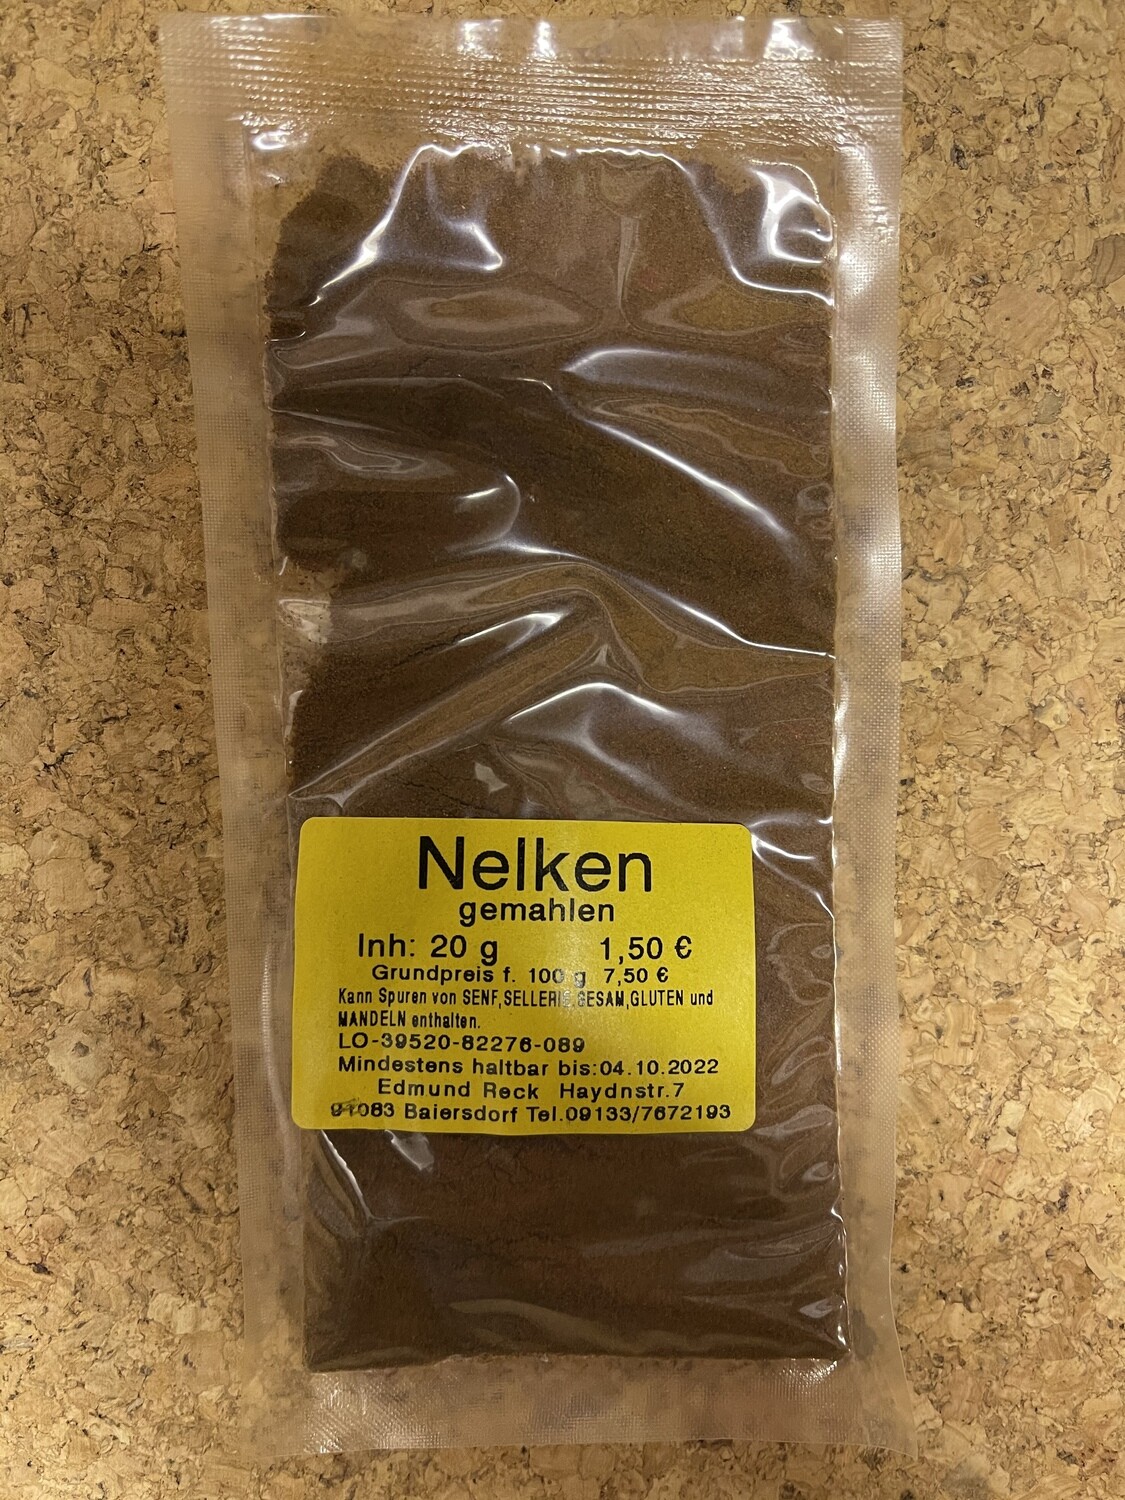 Nelken
gemahlen
Inh: 20 g 1,50 €
Grundpreis f. 100 g 7,50 €
Kann Spuren von SENF,SELLERIE,SESAM,GLUTEN und
MANDELN enthalten.
LO-39520-82276-089
Mindestens haltbar bis:04.10.2022
Edmund Reck Haydnstr.7
91083 Baiersdorf Tel.09133/7672193